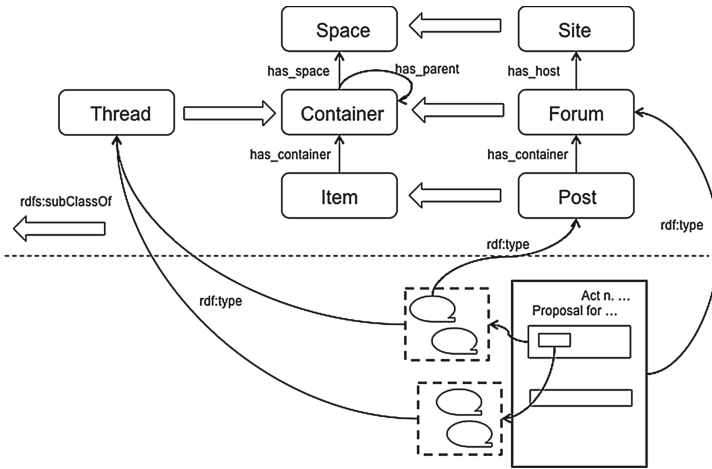 Space
Site
has_space
has_parent
has_host
Thread
Container
Forum
has_container
has_container
Item
Post
rdfs:subClassOf
rdf:type
rdf:type
rdf:type
Act n. ...
Proposal for ...